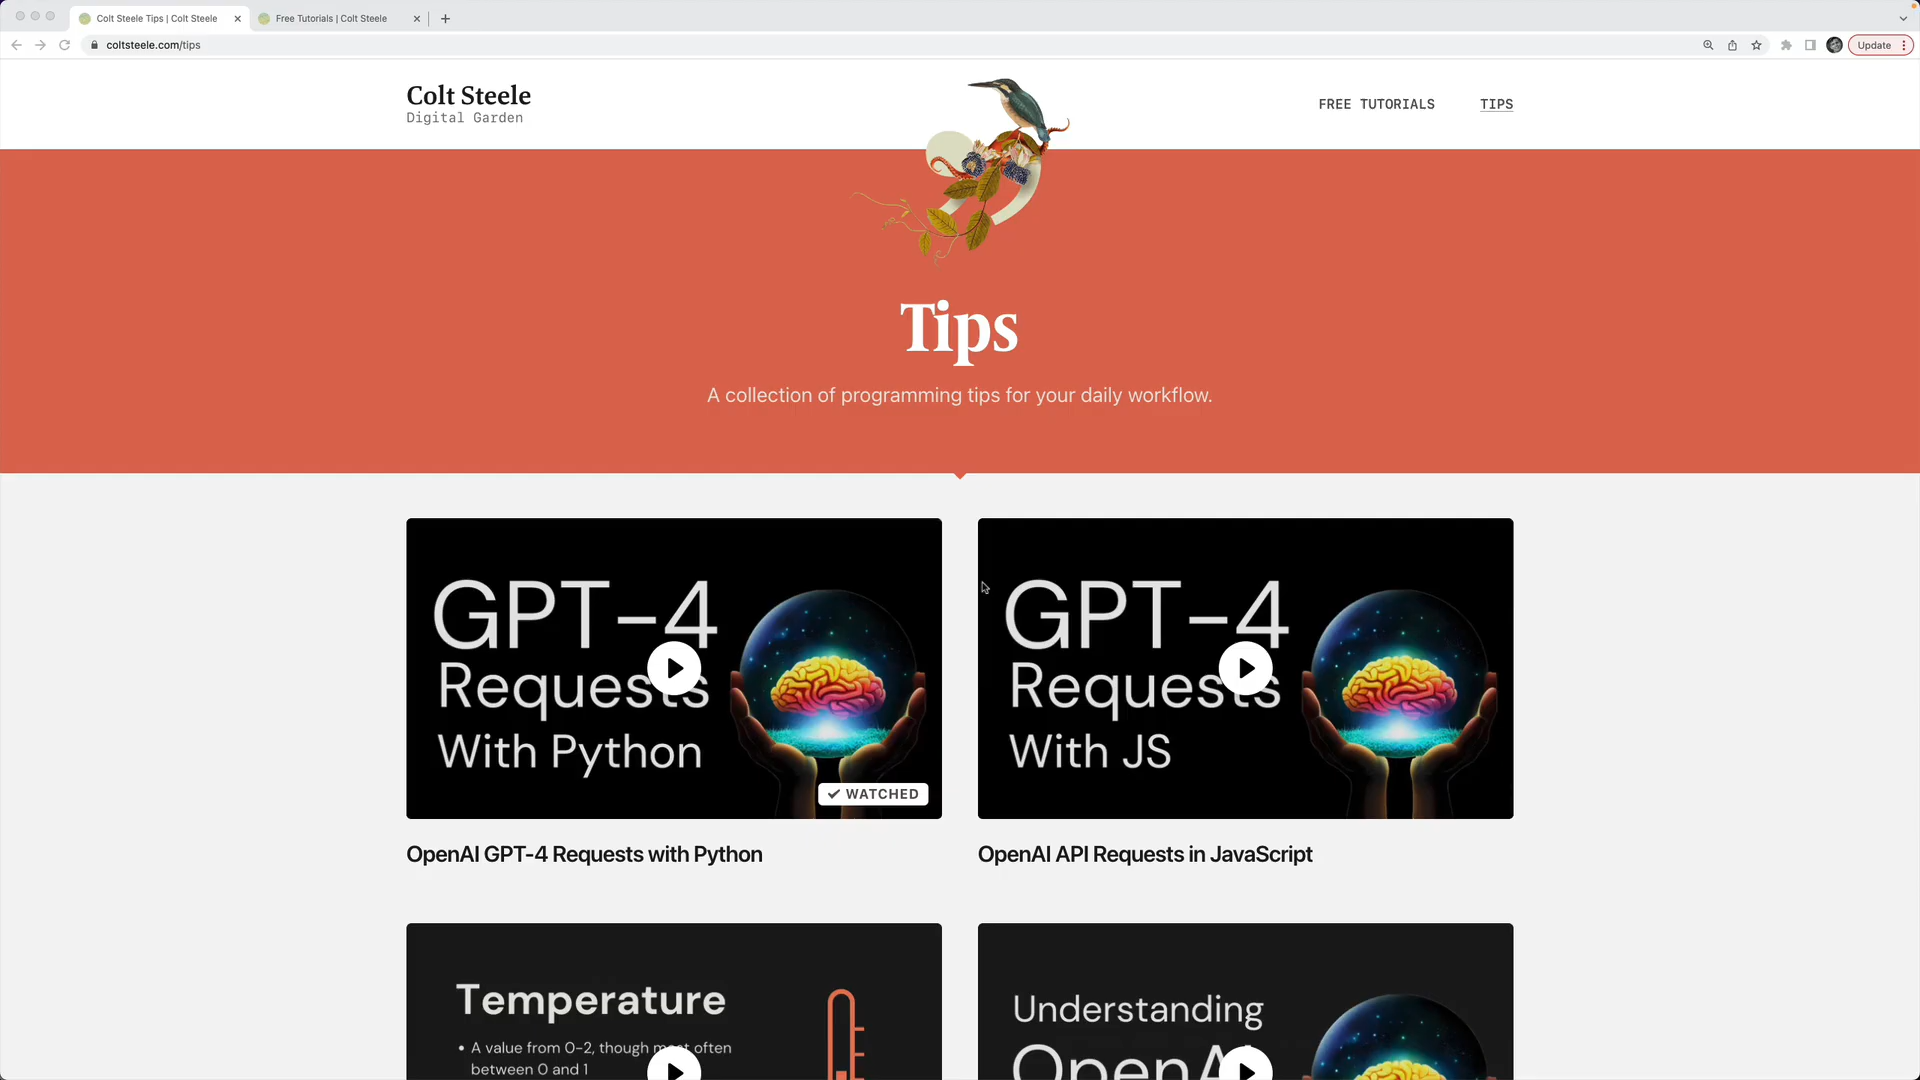 Colt Steele Tips | Colt Steele
Free Tutorials | Colt Steele
coltsteele.com/tips
Update
Colt Steele
Digital Garden
FREE TUTORIALS
TIPS
Tips
A collection of programming tips for your daily workflow.
GPT-4
Requests
With Python
WATCHED
OpenAI GPT-4 Requests with Python
GPT-4
Requests
With JS
OpenAI API Requests in JavaScript
Temperature
• A value from 0-2, though most often
between 0 and 1
Understanding
OpenAI